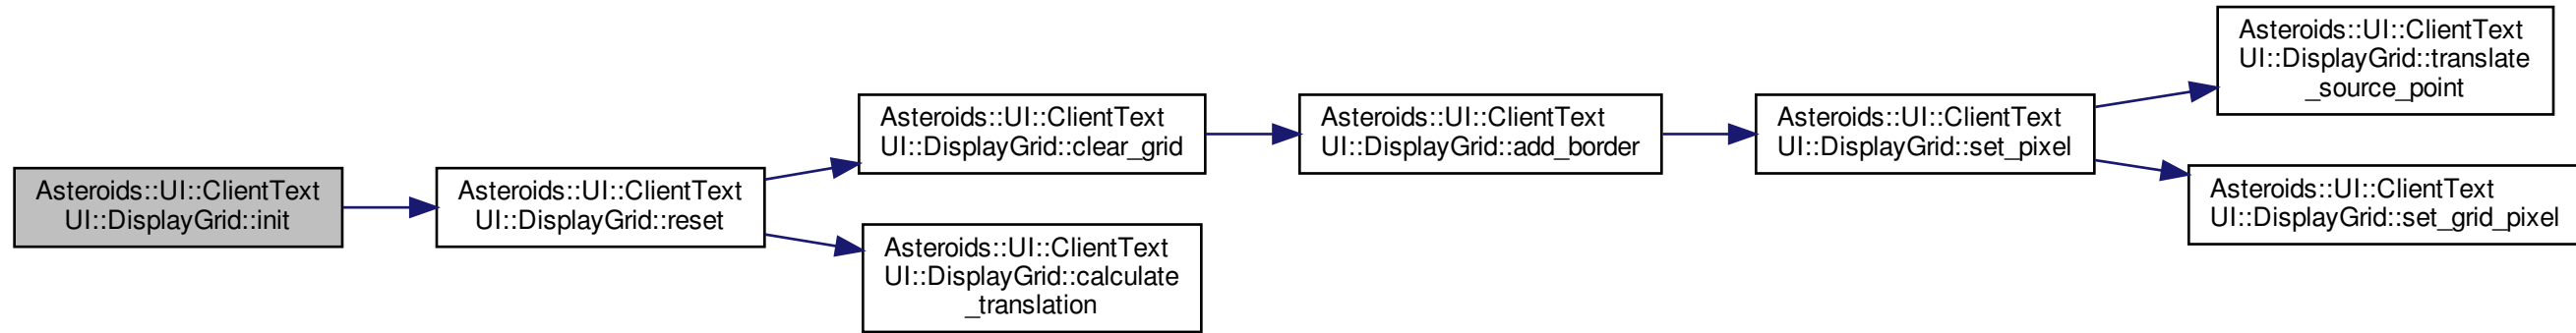 Asteroids::UI::ClientText
UI::DisplayGrid::init
Asteroids::UI::ClientText
UI::DisplayGrid::reset
Asteroids::UI::ClientText
UI::DisplayGrid::clear_grid
Asteroids::UI::ClientText
UI::DisplayGrid::calculate
_translation
Asteroids::UI::ClientText
UI::DisplayGrid::add_border
Asteroids::UI::ClientText
UI::DisplayGrid::set_pixel
Asteroids::UI::ClientText
UI::DisplayGrid::translate
_source_point
Asteroids::UI::ClientText
UI::DisplayGrid::set_grid_pixel